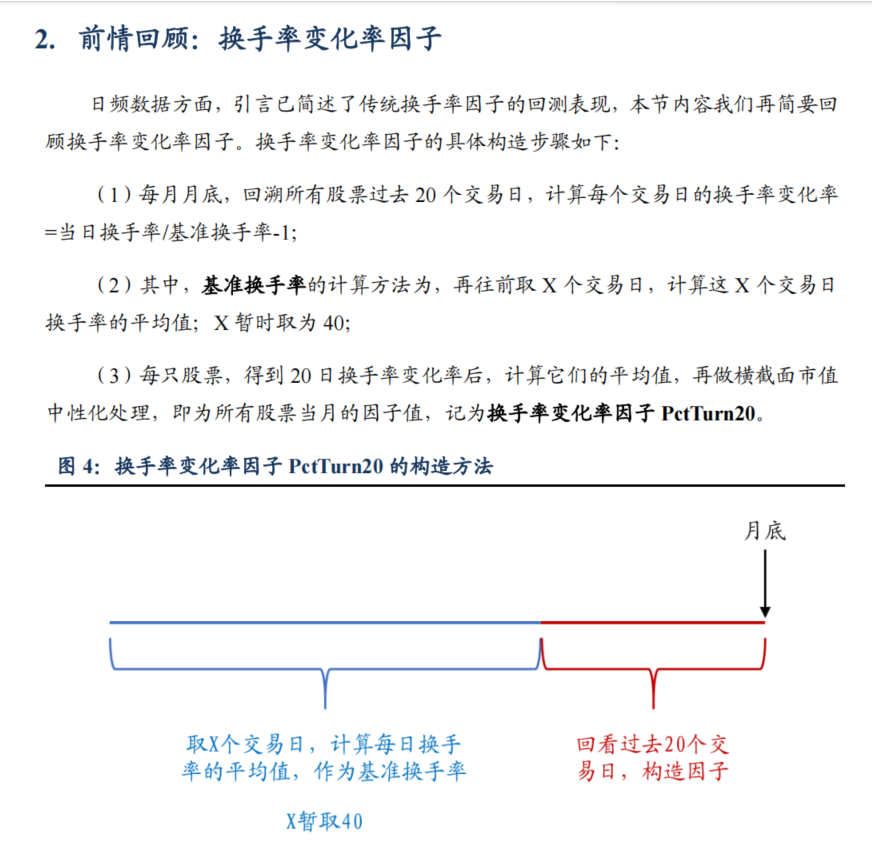 2. 前情回顾：换手率变化率因子
日频数据方面，引言已简述了传统换手率因子的回测表现，本节内容我们再简要回
顾换手率变化率因子。换手率变化率因子的具体构造步骤如下：
（1）每月月底，回溯所有股票过去 20 个交易日，计算每个交易日的换手率变化率
=当日换手率/基准换手率-1;
（2）其中，基准换手率的计算方法为，再往前取 X 个交易日，计算这 X 个交易日
换手率的平均值；X 暂时取为 40;
（3）每只股票，得到 20 日换手率变化率后，计算它们的平均值，再做横截面市值
中性化处理，即为所有股票当月的因子值，记为换手率变化率因子 PctTurn20。
图 4：换手率变化率因子 PctTurn20 的构造方法
月底
取X个交易日，计算每日换手
率的平均值，作为基准换手率
X暂取40
回看过去20个交
易日，构造因子